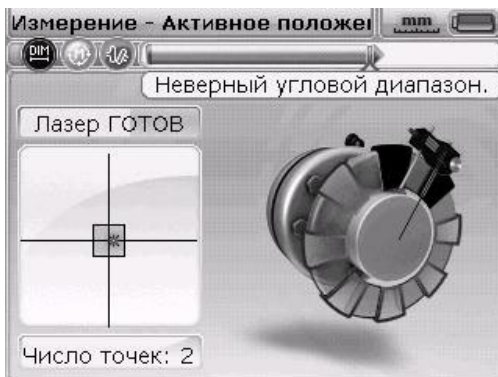 Измерение - Активное положе
mm
DIM
M
Неверный угловой диапазон.
Лазер ГОТОВ
Число точек: 2